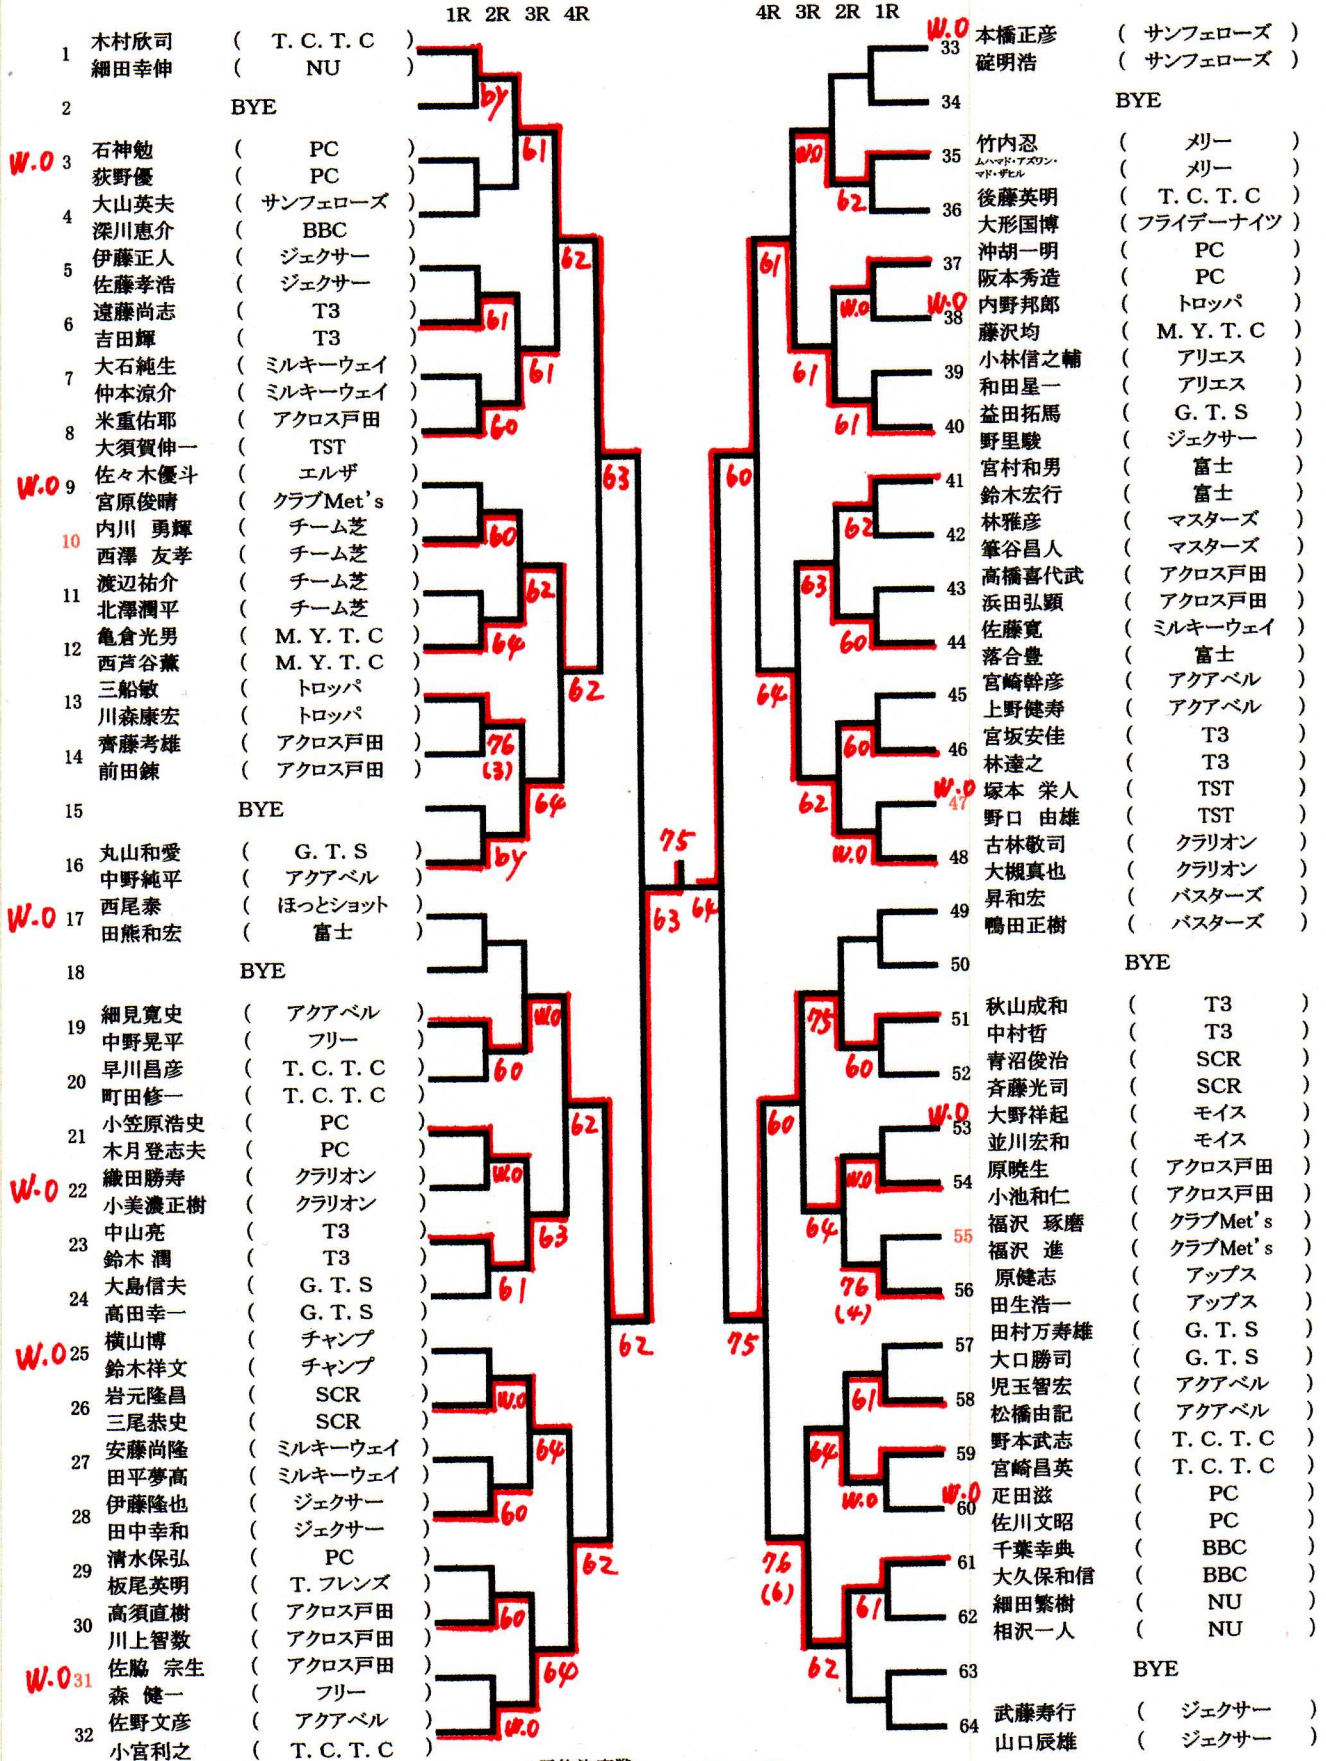 1R 2R 3R 4R
W.O 1 木村欣司 ( T. C. T. C )
細田幸伸 ( NU )
2 BYE
W.O 3 石神勉 ( PC )
荻野優 ( PC )
4 大山英夫 ( サンフェローズ )
深川恵介 ( BBC )
5 伊藤正人 ( ジェクサー )
佐藤孝浩 ( ジェクサー )
6 遠藤尚志 ( T3 )
吉田輝 ( T3 )
7 大石純生 ( ミルキーウェイ )
仲本涼介 ( ミルキーウェイ )
8 米重佑耶 ( アクロス戸田 )
大須賀伸一 ( TST )
W.O 9 佐々木優斗 ( エルザ )
宮原俊晴 ( クラブMet's )
10 内川 勇輝 ( チーム芝 )
西澤 友孝 ( チーム芝 )
11 渡辺祐介 ( チーム芝 )
北澤潤平 ( チーム芝 )
12 亀倉光男 ( M. Y. T. C )
西芦谷薫 ( M. Y. T. C )
13 三船敏 ( トロッパ )
川森康宏 ( トロッパ )
14 齊藤考雄 ( アクロス戸田 )
前田錬 ( アクロス戸田 )
15 BYE
16 丸山和愛 ( G. T. S )
中野純平 ( アクアベル )
W.O 17 西尾泰 ( ほっとショット )
田熊和宏 ( 富士 )
18 BYE
19 細見寛史 ( アクアベル )
中野晃平 ( フリー )
20 早川昌彦 ( T. C. T. C )
町田修一 ( T. C. T. C )
21 小笠原浩史 ( PC )
木月登志夫 ( PC )
W.O 22 織田勝寿 ( クラリオン )
小美濃正樹 ( クラリオン )
23 中山亮 ( T3 )
鈴木 潤 ( T3 )
24 大島信夫 ( G. T. S )
高田幸一 ( G. T. S )
W.O 25 横山博 ( チャンプ )
鈴木祥文 ( チャンプ )
26 岩元隆昌 ( SCR )
三尾恭史 ( SCR )
27 安藤尚隆 ( ミルキーウェイ )
田平夢高 ( ミルキーウェイ )
28 伊藤隆也 ( ジェクサー )
田中幸和 ( ジェクサー )
29 清水保弘 ( PC )
板尾英明 ( T. フレンズ )
30 高須直樹 ( アクロス戸田 )
川上智数 ( アクロス戸田 )
W.O 31 佐脇 宗生 ( アクロス戸田 )
森 健一 ( フリー )
32 佐野文彦 ( アクアベル )
小宮利之 ( T. C. T. C )
by
61
60
60
64
76
(3)
by
60
W.O
61
W.O
60
60
W.O
61
61
62
64
W.O
63
64
64
62
62
62
62
63
62
63
75
64
4R 3R 2R 1R
W.O 33 本橋正彦 ( サンフェローズ )
碇明浩 ( サンフェローズ )
34 BYE
35 竹内忍 ( メリー )
ムハマド・アズワン・
マド・ザヒル ( メリー )
36 後藤英明 ( T. C. T. C )
大形国博 ( フライデーナイツ )
37 沖胡一明 ( PC )
阪本秀造 ( PC )
W.O 38 内野邦郎 ( トロッパ )
藤沢均 ( M. Y. T. C )
39 小林信之輔 ( アリエス )
和田星一 ( アリエス )
40 益田拓馬 ( G. T. S )
野里駿 ( ジェクサー )
41 宮村和男 ( 富士 )
鈴木宏行 ( 富士 )
42 林雅彦 ( マスターズ )
筆谷昌人 ( マスターズ )
43 高橋喜代武 ( アクロス戸田 )
浜田弘顕 ( アクロス戸田 )
44 佐藤寛 ( ミルキーウェイ )
落合豊 ( 富士 )
45 宮崎幹彦 ( アクアベル )
上野健寿 ( アクアベル )
46 宮坂安佳 ( T3 )
林達之 ( T3 )
W.O 47 塚本 栄人 ( TST )
野口 由雄 ( TST )
48 古林敬司 ( クラリオン )
大槻真也 ( クラリオン )
49 昇和宏 ( バスターズ )
鴨田正樹 ( バスターズ )
50 BYE
51 秋山成和 ( T3 )
中村哲 ( T3 )
52 青沼俊治 ( SCR )
斉藤光司 ( SCR )
W.O 53 大野祥起 ( モイス )
並川宏和 ( モイス )
54 原暁生 ( アクロス戸田 )
小池和仁 ( アクロス戸田 )
55 福沢 琢磨 ( クラブMet's )
福沢 進 ( クラブMet's )
56 原健志 ( アップス )
田生浩一 ( アップス )
57 田村万寿雄 ( G. T. S )
大口勝司 ( G. T. S )
58 児玉智宏 ( アクアベル )
松橋由記 ( アクアベル )
59 野本武志 ( T. C. T. C )
宮崎昌英 ( T. C. T. C )
W.O 60 疋田滋 ( PC )
佐川文昭 ( PC )
61 千葉幸典 ( BBC )
大久保和信 ( BBC )
62 細田繁樹 ( NU )
相沢一人 ( NU )
63 BYE
64 武藤寿行 ( ジェクサー )
山口辰雄 ( ジェクサー )
62
W.O
61
62
60
60
W.O
60
W.O
76
(4)
61
W.O
61
W.O
61
63
62
75
64
64
62
61
64
60
76
(6)
60
75